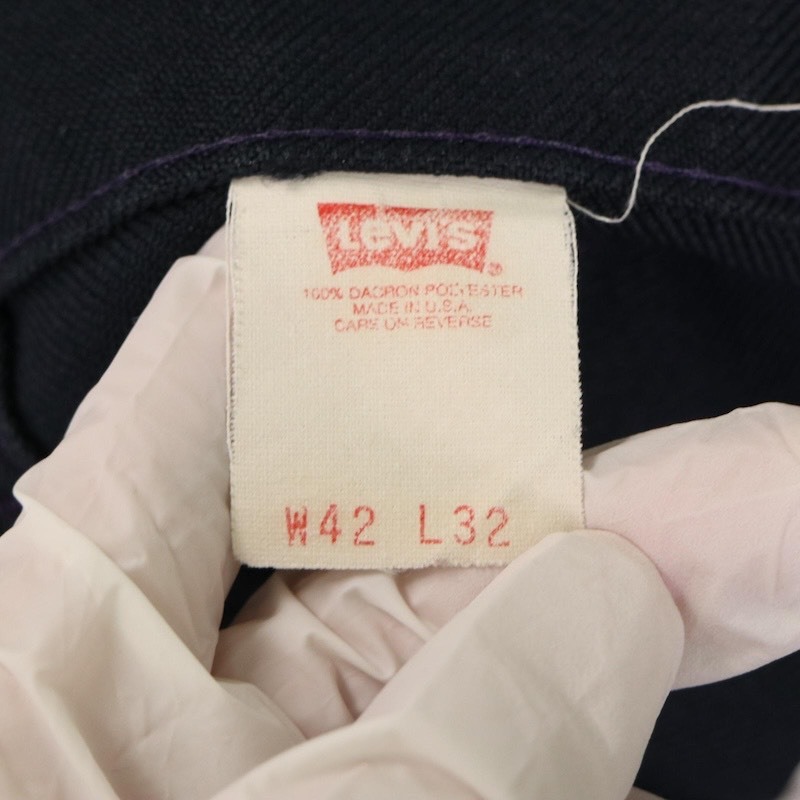 Levi's®
100% DACRON POLYESTER
MADE IN U.S.A.
CARE ON REVERSE
W42 L32